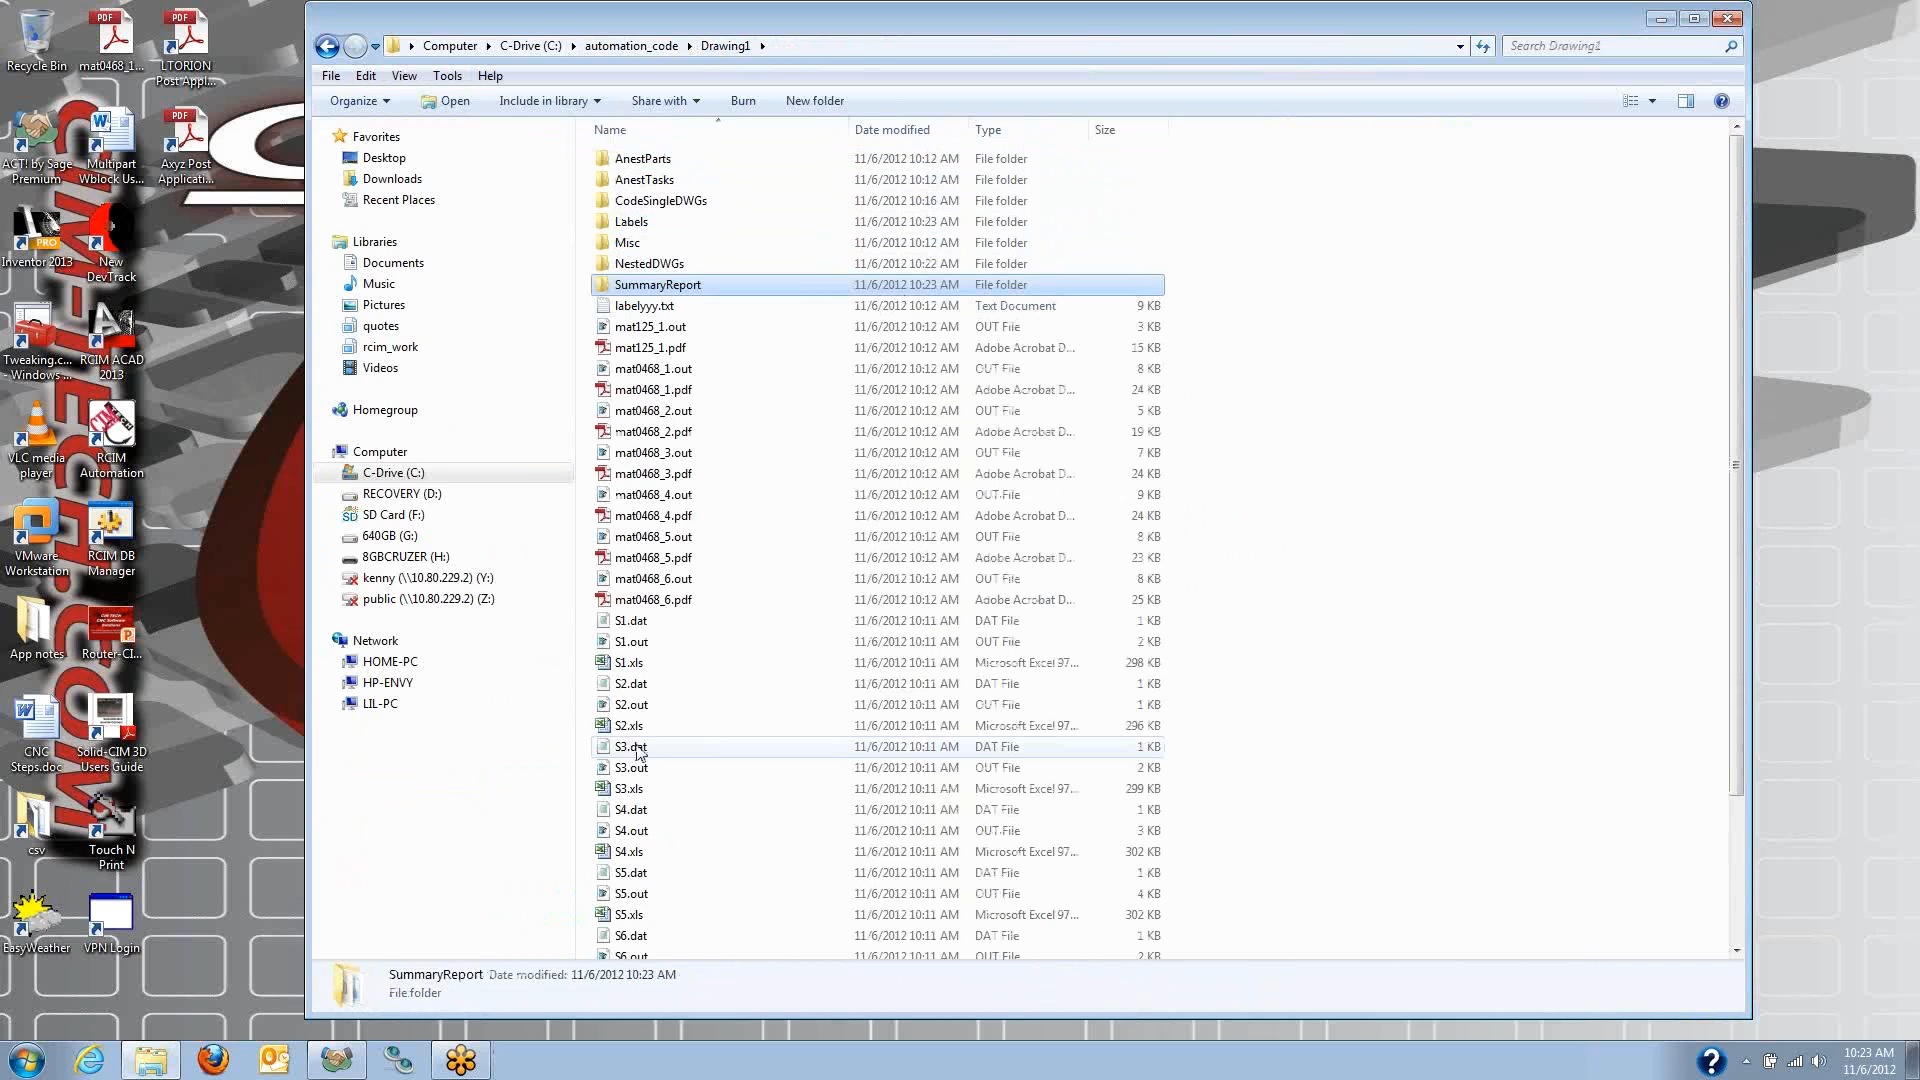 Recycle Bin
mat0468_1...
LTORION Post Appl...
ACT! by Sage Premium
Multipart Wblock Us...
Axyz Post Applicati...
Inventor 2013
New DevTrack
Tweaking.c... - Windows ...
RCIM ACAD 2013
VLC media player
RCIM Automation
VMware Workstation
RCIM DB Manager
App notes
Router-CI...
CNC Steps.doc
Solid-CIM 3D Users Guide
csv
Touch N Print
EasyWeather
VPN Login
CIM-TECH.COM
Computer C-Drive (C:) automation_code Drawing1
Search Drawing1
File Edit View Tools Help
Organize Open Include in library Share with Burn New folder
Favorites
Desktop
Downloads
Recent Places
Libraries
Documents
Music
Pictures
quotes
rcim_work
Videos
Homegroup
Computer
C-Drive (C:)
RECOVERY (D:)
SD Card (F:)
640GB (G:)
8GBCRUZER (H:)
kenny (\\10.80.229.2) (Y:)
public (\\10.80.229.2) (Z:)
Network
HOME-PC
HP-ENVY
LIL-PC
Name Date modified Type Size
AnestParts 11/6/2012 10:12 AM File folder
AnestTasks 11/6/2012 10:12 AM File folder
CodeSingleDWGs 11/6/2012 10:16 AM File folder
Labels 11/6/2012 10:23 AM File folder
Misc 11/6/2012 10:12 AM File folder
NestedDWGs 11/6/2012 10:22 AM File folder
SummaryReport 11/6/2012 10:23 AM File folder
labelyyy.txt 11/6/2012 10:12 AM Text Document 9 KB
mat125_1.out 11/6/2012 10:12 AM OUT File 3 KB
mat125_1.pdf 11/6/2012 10:12 AM Adobe Acrobat D... 15 KB
mat0468_1.out 11/6/2012 10:12 AM OUT File 8 KB
mat0468_1.pdf 11/6/2012 10:12 AM Adobe Acrobat D... 24 KB
mat0468_2.out 11/6/2012 10:12 AM OUT File 5 KB
mat0468_2.pdf 11/6/2012 10:12 AM Adobe Acrobat D... 19 KB
mat0468_3.out 11/6/2012 10:12 AM OUT File 7 KB
mat0468_3.pdf 11/6/2012 10:12 AM Adobe Acrobat D... 24 KB
mat0468_4.out 11/6/2012 10:12 AM OUT File 9 KB
mat0468_4.pdf 11/6/2012 10:12 AM Adobe Acrobat D... 24 KB
mat0468_5.out 11/6/2012 10:12 AM OUT File 8 KB
mat0468_5.pdf 11/6/2012 10:12 AM Adobe Acrobat D... 23 KB
mat0468_6.out 11/6/2012 10:12 AM OUT File 8 KB
mat0468_6.pdf 11/6/2012 10:12 AM Adobe Acrobat D... 25 KB
S1.dat 11/6/2012 10:11 AM DAT File 1 KB
S1.out 11/6/2012 10:11 AM OUT File 2 KB
S1.xls 11/6/2012 10:11 AM Microsoft Excel 97... 298 KB
S2.dat 11/6/2012 10:11 AM DAT File 1 KB
S2.out 11/6/2012 10:11 AM OUT File 1 KB
S2.xls 11/6/2012 10:11 AM Microsoft Excel 97... 296 KB
S3.dat 11/6/2012 10:11 AM DAT File 1 KB
S3.out 11/6/2012 10:11 AM OUT File 2 KB
S3.xls 11/6/2012 10:11 AM Microsoft Excel 97... 299 KB
S4.dat 11/6/2012 10:11 AM DAT File 1 KB
S4.out 11/6/2012 10:11 AM OUT File 3 KB
S4.xls 11/6/2012 10:11 AM Microsoft Excel 97... 302 KB
S5.dat 11/6/2012 10:11 AM DAT File 1 KB
S5.out 11/6/2012 10:11 AM OUT File 4 KB
S5.xls 11/6/2012 10:11 AM Microsoft Excel 97... 302 KB
S6.dat 11/6/2012 10:11 AM DAT File 1 KB
S6.out 11/6/2012 10:11 AM OUT File 2 KB
SummaryReport Date modified: 11/6/2012 10:23 AM
File folder
10:23 AM
11/6/2012